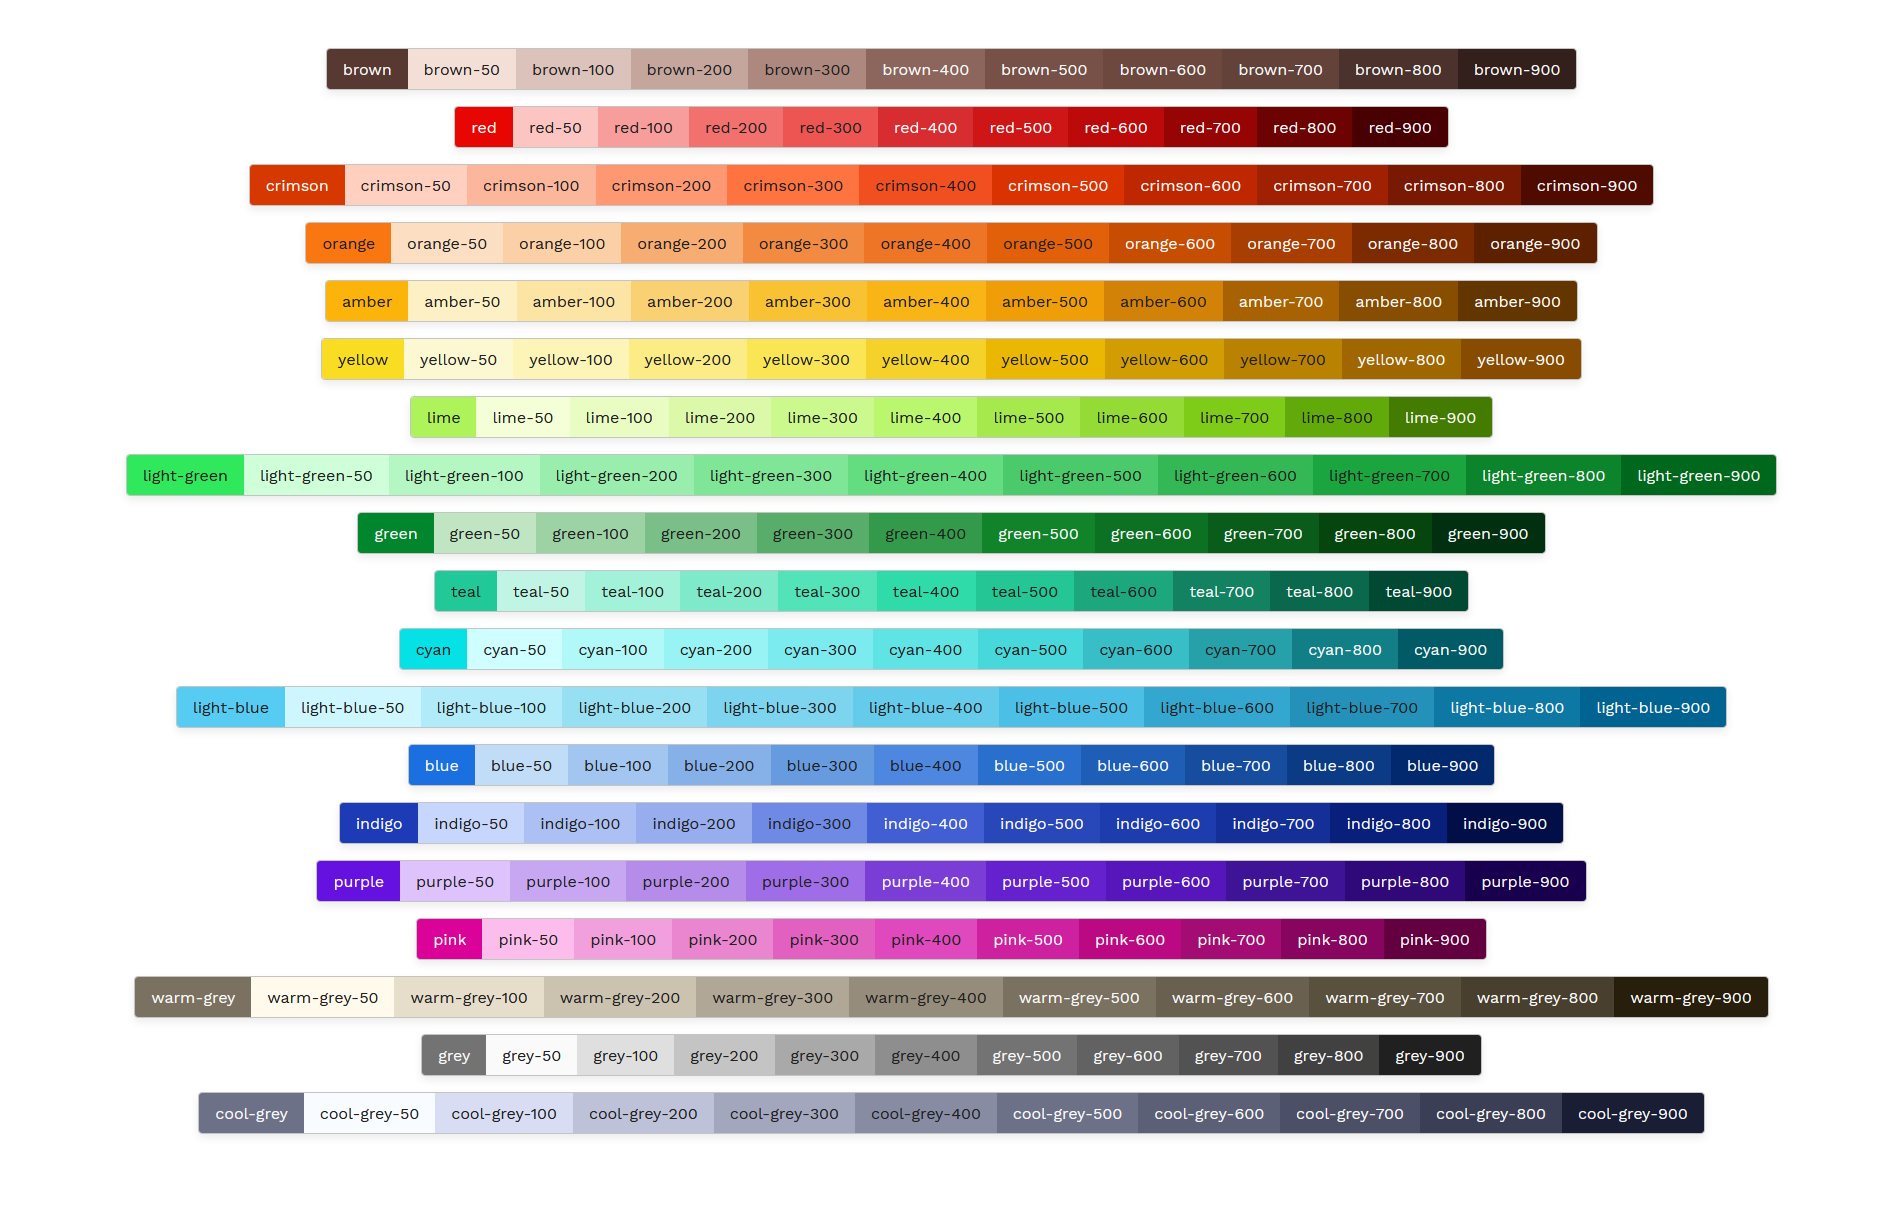 brown brown-50 brown-100 brown-200 brown-300 brown-400 brown-500 brown-600 brown-700 brown-800 brown-900
red red-50 red-100 red-200 red-300 red-400 red-500 red-600 red-700 red-800 red-900
crimson crimson-50 crimson-100 crimson-200 crimson-300 crimson-400 crimson-500 crimson-600 crimson-700 crimson-800 crimson-900
orange orange-50 orange-100 orange-200 orange-300 orange-400 orange-500 orange-600 orange-700 orange-800 orange-900
amber amber-50 amber-100 amber-200 amber-300 amber-400 amber-500 amber-600 amber-700 amber-800 amber-900
yellow yellow-50 yellow-100 yellow-200 yellow-300 yellow-400 yellow-500 yellow-600 yellow-700 yellow-800 yellow-900
lime lime-50 lime-100 lime-200 lime-300 lime-400 lime-500 lime-600 lime-700 lime-800 lime-900
light-green light-green-50 light-green-100 light-green-200 light-green-300 light-green-400 light-green-500 light-green-600 light-green-700 light-green-800 light-green-900
green green-50 green-100 green-200 green-300 green-400 green-500 green-600 green-700 green-800 green-900
teal teal-50 teal-100 teal-200 teal-300 teal-400 teal-500 teal-600 teal-700 teal-800 teal-900
cyan cyan-50 cyan-100 cyan-200 cyan-300 cyan-400 cyan-500 cyan-600 cyan-700 cyan-800 cyan-900
light-blue light-blue-50 light-blue-100 light-blue-200 light-blue-300 light-blue-400 light-blue-500 light-blue-600 light-blue-700 light-blue-800 light-blue-900
blue blue-50 blue-100 blue-200 blue-300 blue-400 blue-500 blue-600 blue-700 blue-800 blue-900
indigo indigo-50 indigo-100 indigo-200 indigo-300 indigo-400 indigo-500 indigo-600 indigo-700 indigo-800 indigo-900
purple purple-50 purple-100 purple-200 purple-300 purple-400 purple-500 purple-600 purple-700 purple-800 purple-900
pink pink-50 pink-100 pink-200 pink-300 pink-400 pink-500 pink-600 pink-700 pink-800 pink-900
warm-grey warm-grey-50 warm-grey-100 warm-grey-200 warm-grey-300 warm-grey-400 warm-grey-500 warm-grey-600 warm-grey-700 warm-grey-800 warm-grey-900
grey grey-50 grey-100 grey-200 grey-300 grey-400 grey-500 grey-600 grey-700 grey-800 grey-900
cool-grey cool-grey-50 cool-grey-100 cool-grey-200 cool-grey-300 cool-grey-400 cool-grey-500 cool-grey-600 cool-grey-700 cool-grey-800 cool-grey-900